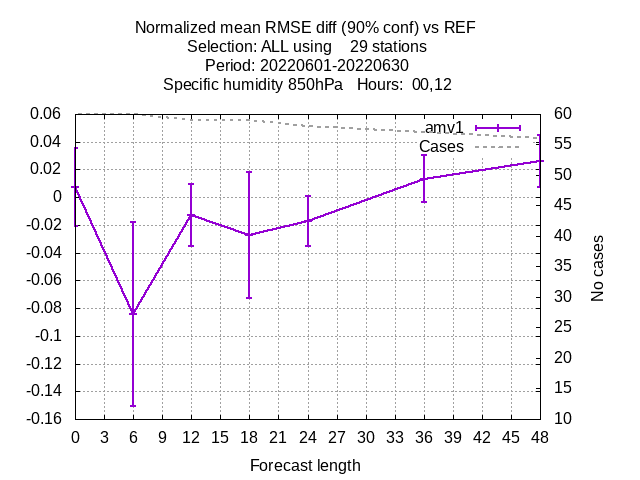 Normalized mean RMSE diff (90% conf) vs REF
Selection: ALL using    29 stations
Period: 20220601-20220630
Specific humidity 850hPa   Hours:  00,12
amv1
Cases
0.06
0.04
0.02
0
-0.02
-0.04
-0.06
-0.08
-0.1
-0.12
-0.14
-0.16
60
55
50
45
40
35
30
25
20
15
10
No cases
0 3 6 9 12 15 18 21 24 27 30 33 36 39 42 45 48
Forecast length